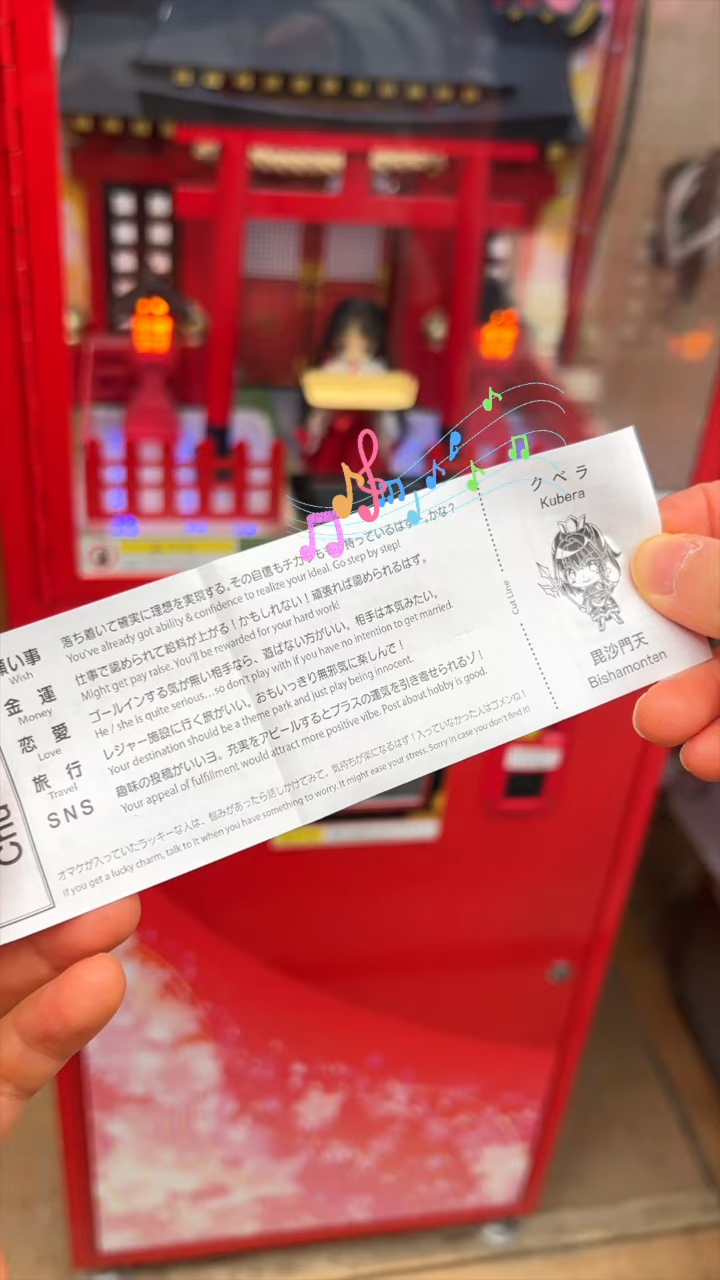 願い事
Wish
落ち着いて確実に理想を実現する。その自信もチカラも 持っているはず かな？
You've already got ability & confidence to realize your ideal. Go step by step!
金 運
Money
仕事で認められて給料が上がる！かもしれない！頑張れば認められるはず。
Might get pay raise. You'll be rewarded for your hard work!
恋 愛
Love
ゴールインする気が無い相手なら、遊ばない方がいい。相手は本気みたい。
He / she is quite serious...so don't play with if you have no intention to get married.
旅 行
Travel
レジャー施設に行く旅がいい。おもいっきり無邪気に楽しんで！
Your destination should be a theme park and just play being innocent.
SNS
趣味の投稿がいいヨ。充実をアピールするとプラスの運気を引き寄せられるゾ！
Your appeal of fulfillment would attract more positive vibe. Post about hobby is good.
オマケが入っていたラッキーな人は、悩みがあったら話しかけてみて。気持ちが楽になるはず！入っていなかった人はゴメンね！
If you get a lucky charm, talk to it when you have something to worry. It might ease your stress. Sorry in case you don't find it!
Cut Line
クベラ
Kubera
毘沙門天
Bishamonten